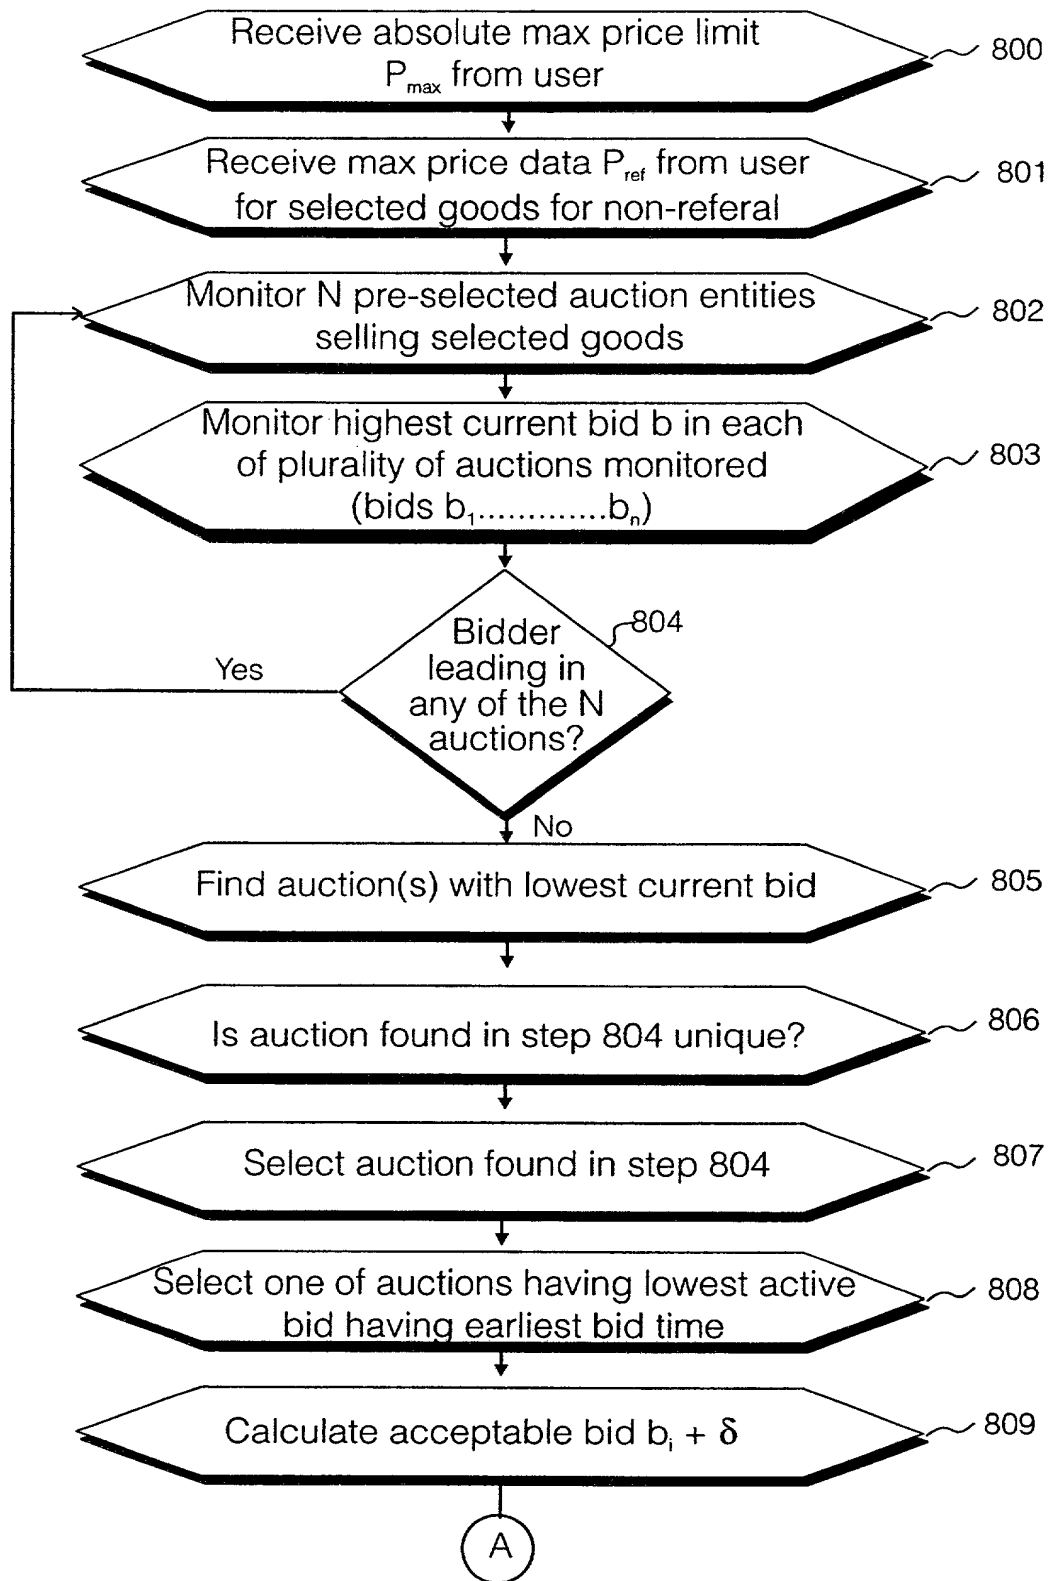 Receive absolute max price limit
Pmax from user
800
Receive max price data Pref from user
for selected goods for non-referal
801
Monitor N pre-selected auction entities
selling selected goods
802
Monitor highest current bid b in each
of plurality of auctions monitored
(bids b1.............bn)
803
Bidder
leading in
any of the N
auctions?
804
Yes
No
Find auction(s) with lowest current bid
805
Is auction found in step 804 unique?
806
Select auction found in step 804
807
Select one of auctions having lowest active
bid having earliest bid time
808
Calculate acceptable bid bi + δ
809
A